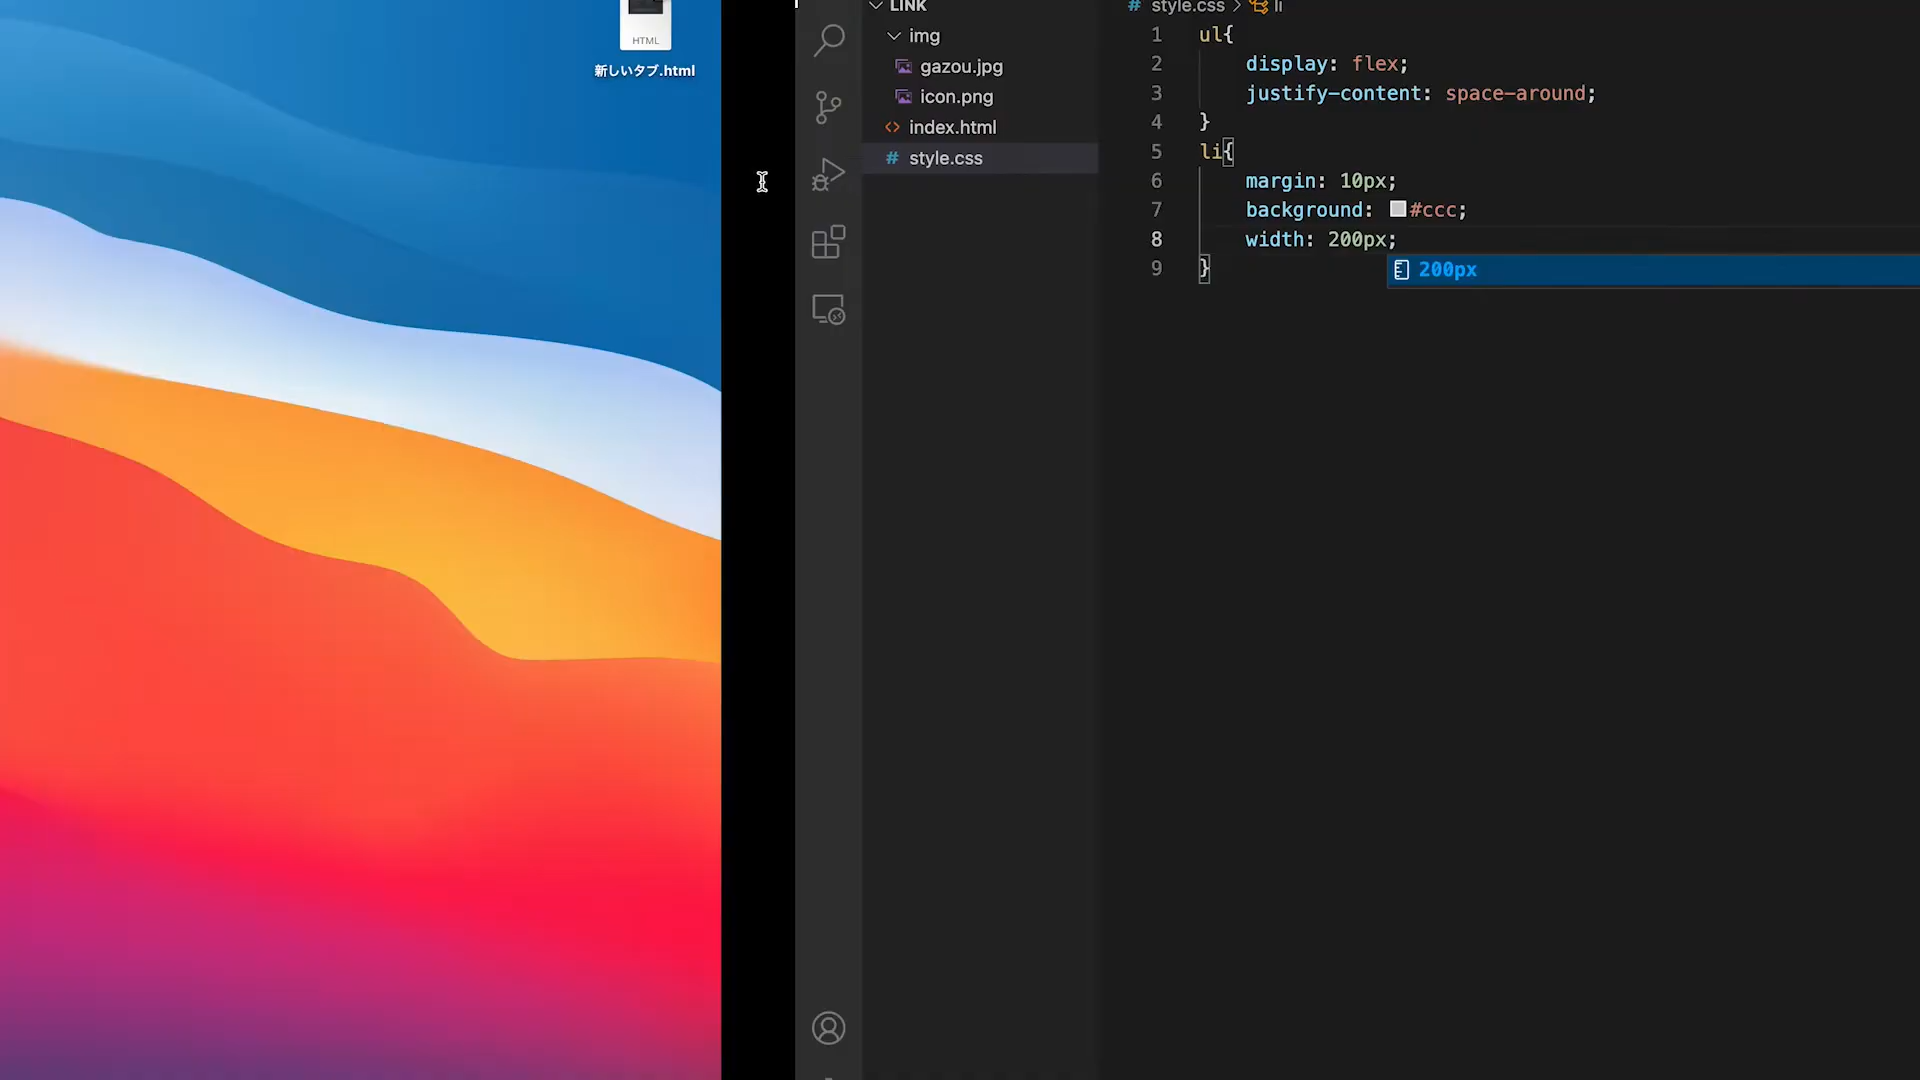 HTML
新しいタブ.html
LINK
img
gazou.jpg
icon.png
index.html
style.css
# style.css > li
1 ul{
2 display: flex;
3 justify-content: space-around;
4 }
5 li{
6 margin: 10px;
7 background: #ccc;
8 width: 200px;
200px
9 }